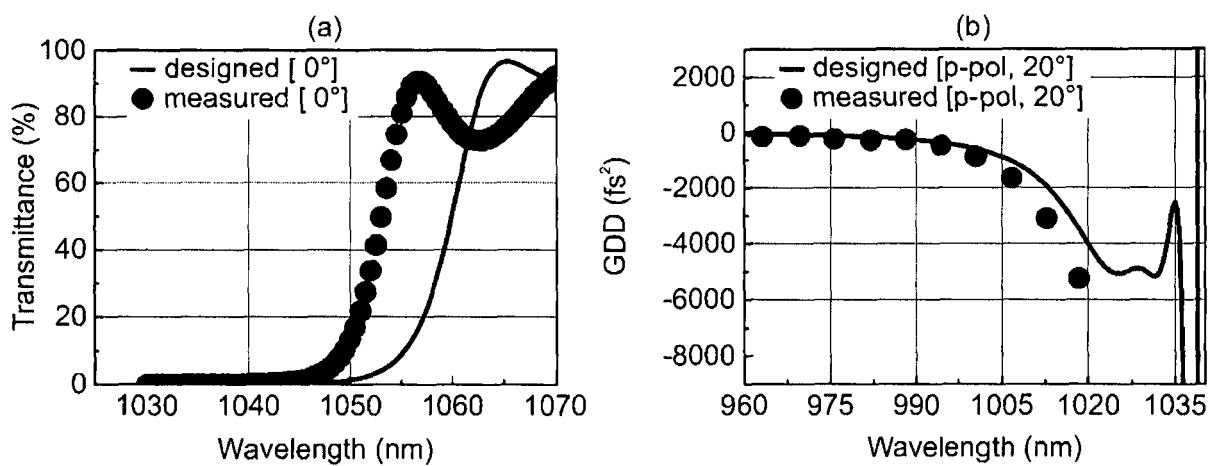 (a)
Transmittance (%)
100
80
60
40
20
0
designed [ 0°]
measured [ 0°]
1030 1040 1050 1060 1070
Wavelength (nm)
(b)
GDD (fs²)
2000
0
-2000
-4000
-6000
-8000
designed [p-pol, 20°]
measured [p-pol, 20°]
960 975 990 1005 1020 1035
Wavelength (nm)